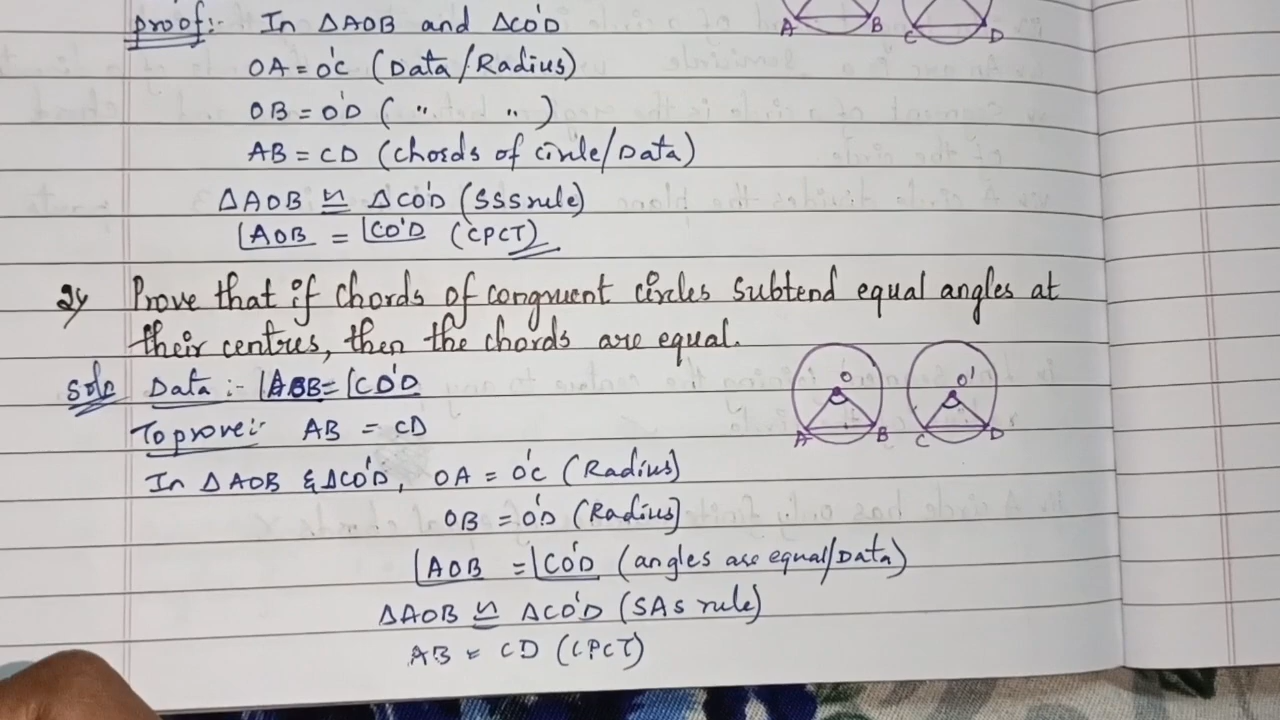 Proof:- In ΔAOB and ΔCO'D
A B C D
OA = O'C (Data/Radius)
OB = O'D ( " " )
AB = CD (chords of circle/Data)
ΔAOB ≅ ΔCO'D (SSS rule)
∠AOB = ∠CO'D (CPCT)
2) Prove that if chords of congruent circles subtend equal angles at
their centres, then the chords are equal.
Soln Data:- ∠AOB = ∠CO'D
O O'
A B C D
To prove:- AB = CD
In ΔAOB & ΔCO'D, OA = O'C (Radius)
OB = O'D (Radius)
∠AOB = ∠CO'D (angles are equal/Data)
ΔAOB ≅ ΔCO'D (SAS rule)
AB = CD (CPCT)